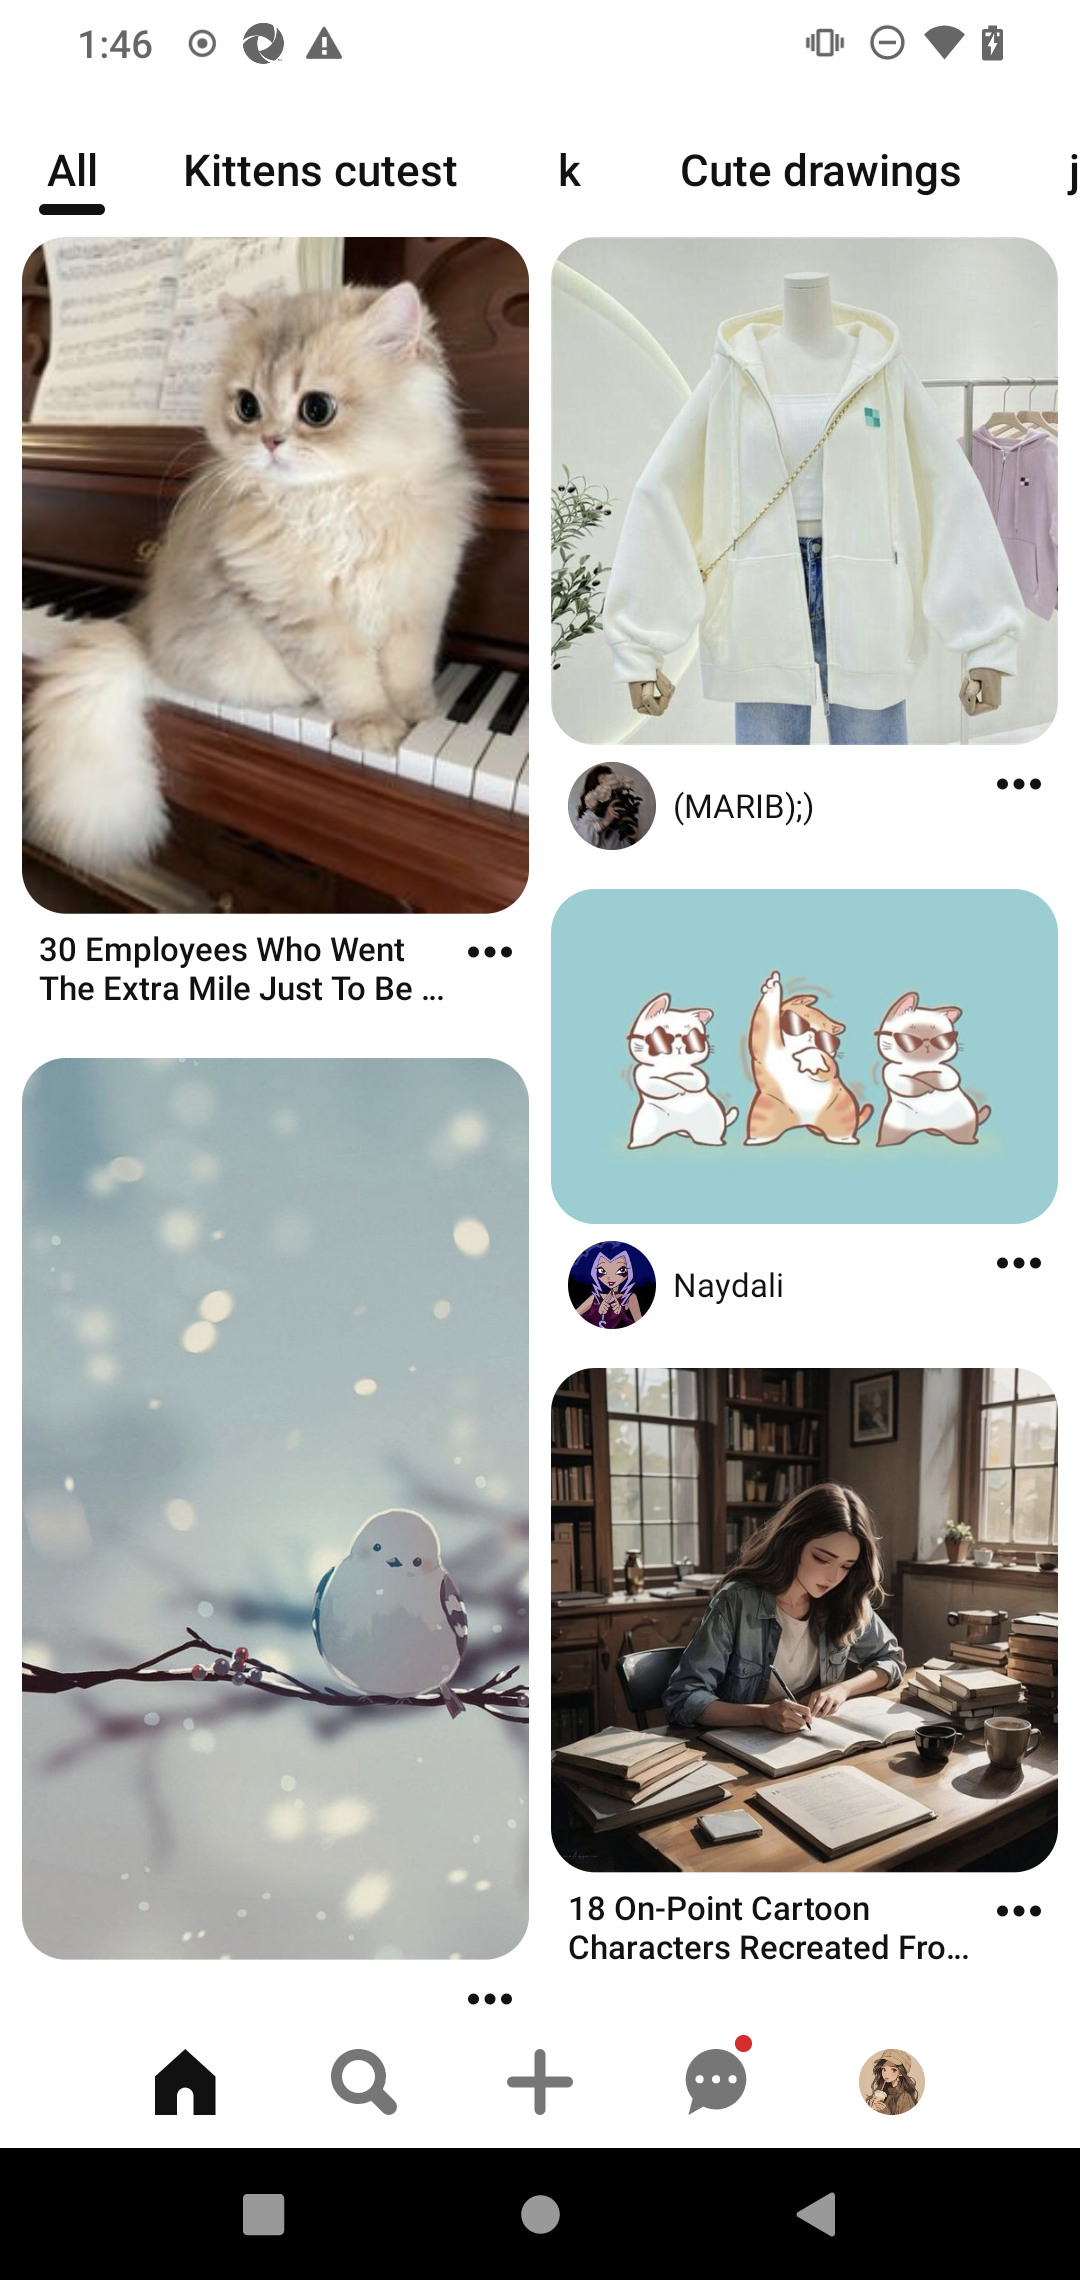 1:46
All
Kittens cutest
k
Cute drawings
j
(MARIB);)
30 Employees Who Went
The Extra Mile Just To Be ...
Naydali
18 On-Point Cartoon
Characters Recreated Fro...